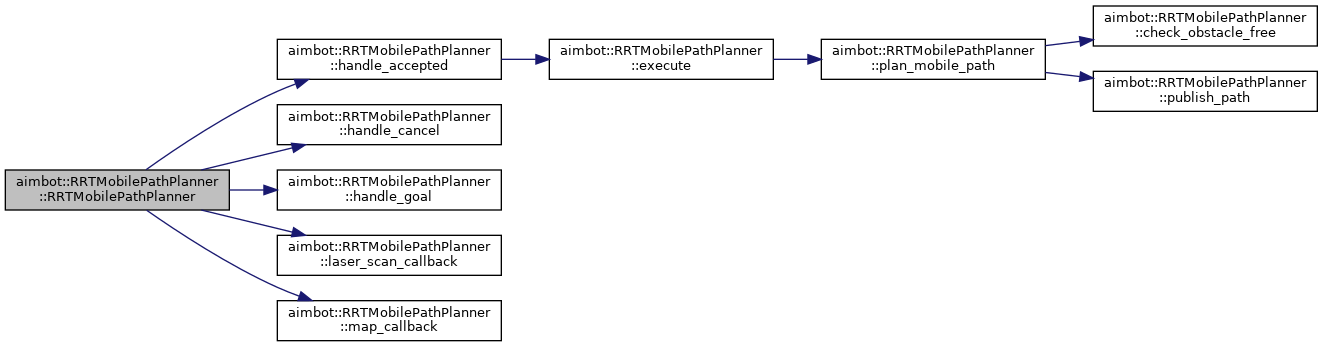 aimbot::RRTMobilePathPlanner
::RRTMobilePathPlanner
aimbot::RRTMobilePathPlanner
::handle_accepted
aimbot::RRTMobilePathPlanner
::execute
aimbot::RRTMobilePathPlanner
::plan_mobile_path
aimbot::RRTMobilePathPlanner
::check_obstacle_free
aimbot::RRTMobilePathPlanner
::publish_path
aimbot::RRTMobilePathPlanner
::handle_cancel
aimbot::RRTMobilePathPlanner
::handle_goal
aimbot::RRTMobilePathPlanner
::laser_scan_callback
aimbot::RRTMobilePathPlanner
::map_callback